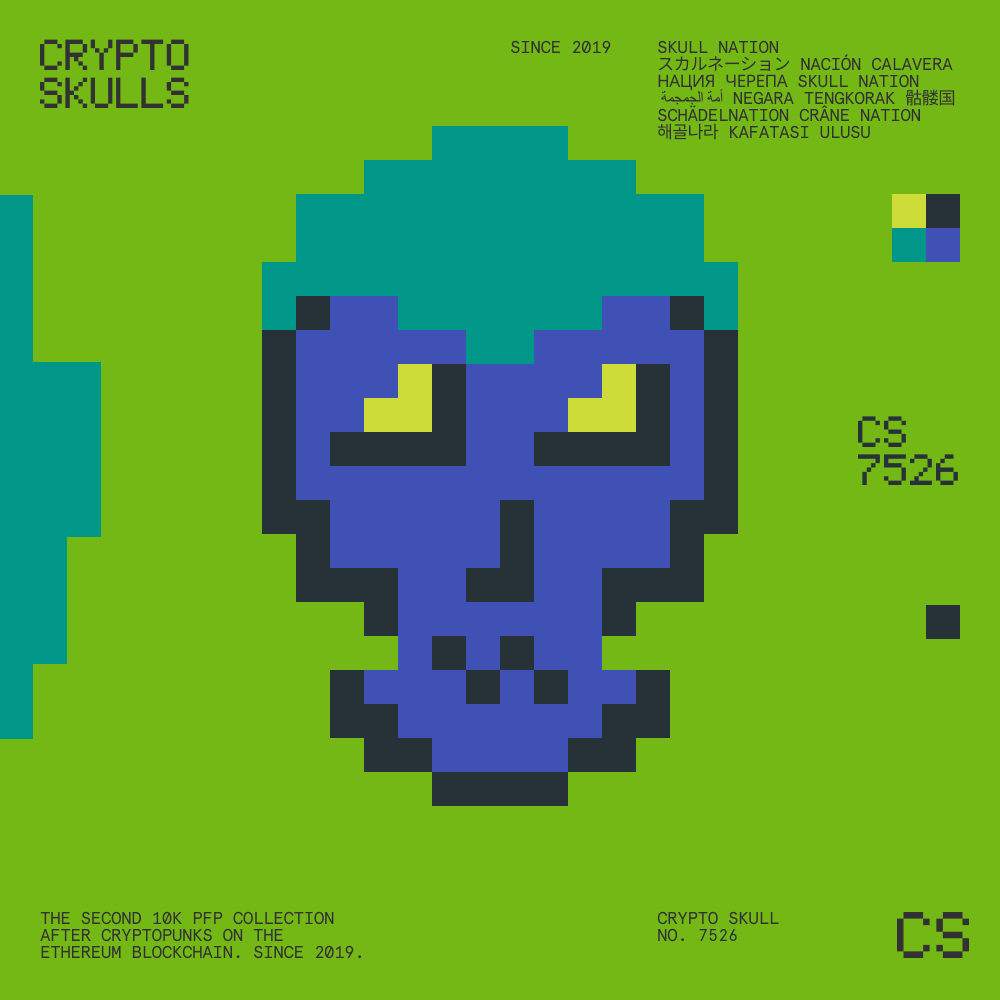 CRYPTO
SKULLS
SINCE 2019
SKULL NATION
スカルネーション NACIÓN CALAVERA
НАЦИЯ ЧЕРЕПА SKULL NATION
أمة الجمجمة NEGARA TENGKORAK 骷髅国
SCHÄDELNATION CRÂNE NATION
해골나라 KAFATASI ULUSU
CS
7526
THE SECOND 10K PFP COLLECTION
AFTER CRYPTOPUNKS ON THE
ETHEREUM BLOCKCHAIN. SINCE 2019.
CRYPTO SKULL
NO. 7526
CS